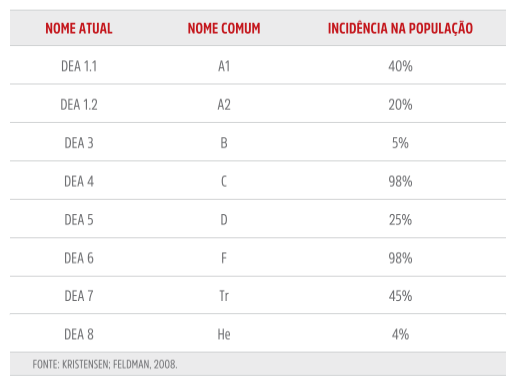 NOME ATUAL NOME COMUM INCIDÊNCIA NA POPULAÇÃO
DEA 1.1 A1 40%
DEA 1.2 A2 20%
DEA 3 B 5%
DEA 4 C 98%
DEA 5 D 25%
DEA 6 F 98%
DEA 7 Tr 45%
DEA 8 He 4%
FONTE: KRISTENSEN; FELDMAN, 2008.